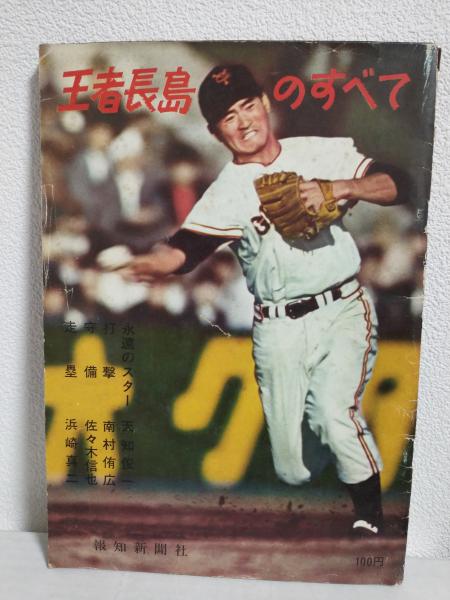 王者長島のすべて
永遠のスター 天知俊一
打撃 南村侑広
守備 佐々木信也
走塁 浜崎真二
報知新聞社
100円